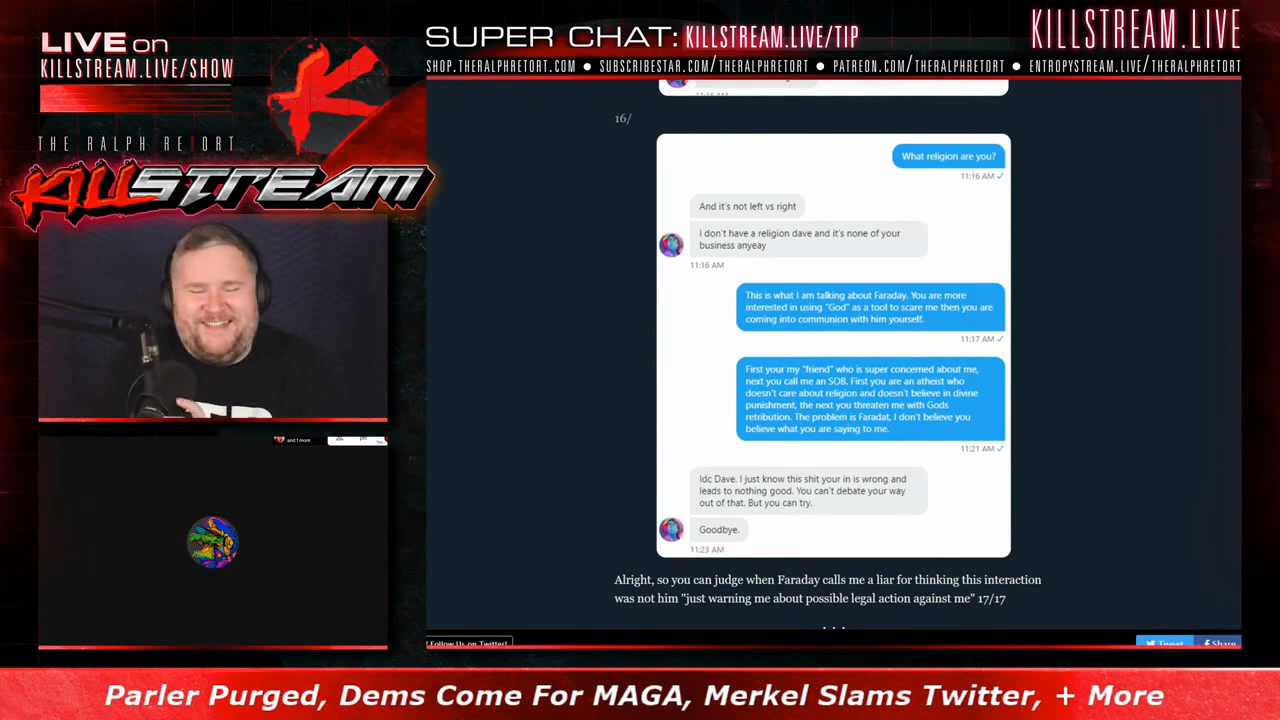 LIVE on
KILLSTREAM.LIVE/SHOW
SUPER CHAT: KILLSTREAM.LIVE/TIP
KILLSTREAM.LIVE
SHOP.THERALPHRETORT.COM ● SUBSCRIBESTAR.COM/THERALPHRETORT ● PATREON.COM/THERALPHRETORT ● ENTROPYSTREAM.LIVE/THERALPHRETORT
THE RALPH RETORT
KILLSTREAM
16/
What religion are you?
11:16 AM ✓
And it's not left vs right
I don't have a religion dave and it's none of your
business anyeay
11:16 AM
This is what I am talking about Faraday. You are more
interested in using "God" as a tool to scare me then you are
coming into communion with him yourself.
11:17 AM ✓
First your my "friend" who is super concerned about me,
next you call me an SOB. First you are an atheist who
doesn't care about religion and doesn't believe in divine
punishment, the next you threaten me with Gods
retribution. The problem is Faradat, I don't believe you
believe what you are saying to me.
11:21 AM ✓
Idc Dave. I just know this shit your in is wrong and
leads to nothing good. You can't debate your way
out of that. But you can try.
Goodbye.
11:23 AM
Alright, so you can judge when Faraday calls me a liar for thinking this interaction
was not him "just warning me about possible legal action against me" 17/17
. . .
and 1 more
Follow Us on Twitter!
Tweet
Share
Parler Purged, Dems Come For MAGA, Merkel Slams Twitter, + More